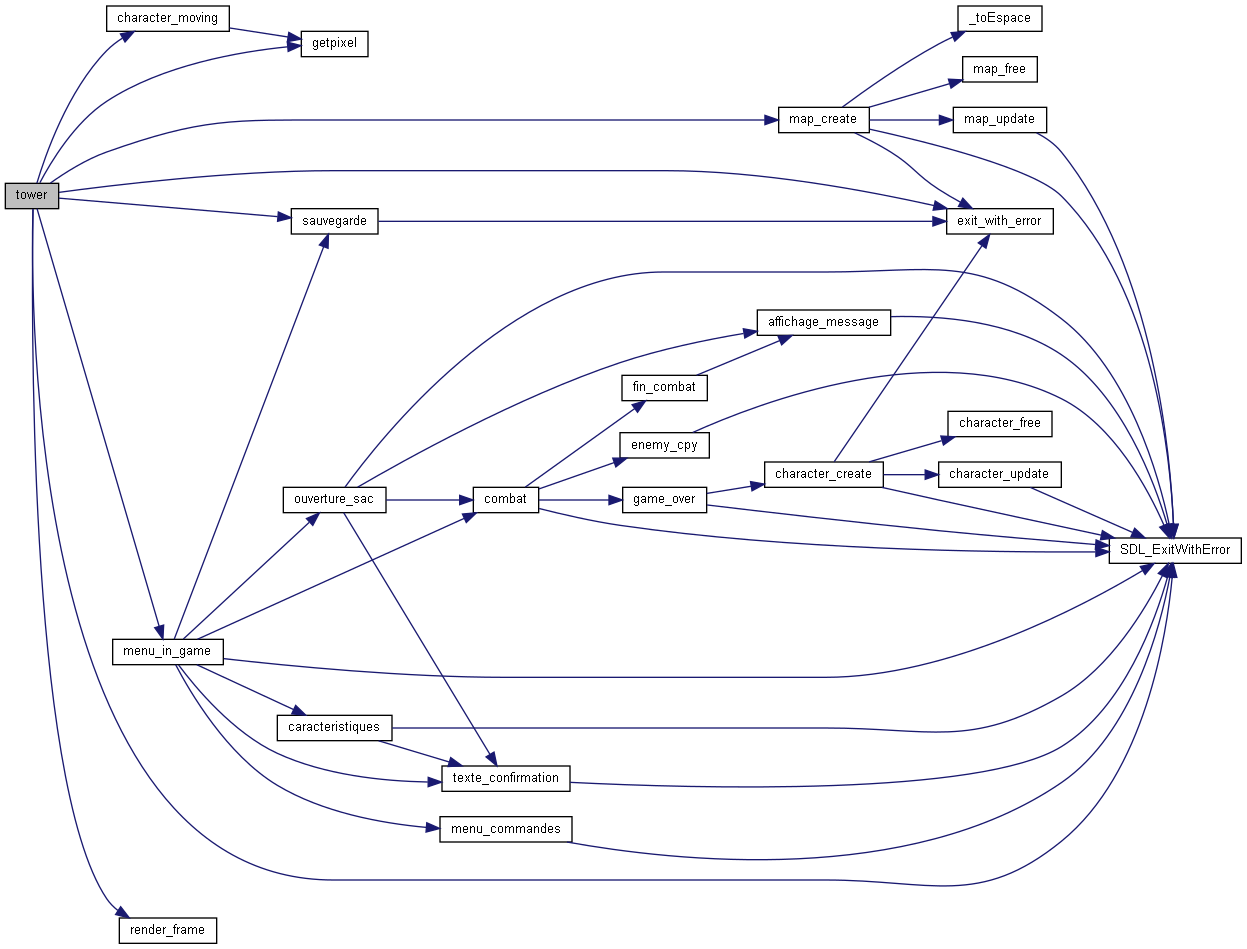 character_moving
_toEspace
getpixel
map_free
map_create
map_update
tower
sauvegarde
exit_with_error
affichage_message
fin_combat
character_free
enemy_cpy
character_create
character_update
ouverture_sac
combat
game_over
SDL_ExitWithError
menu_in_game
caracteristiques
texte_confirmation
menu_commandes
render_frame